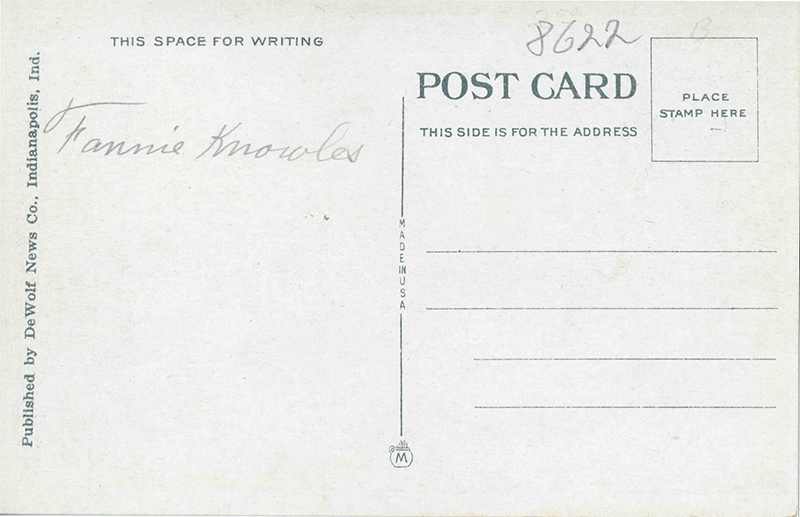 8622
THIS SPACE FOR WRITING
POST CARD
PLACE
STAMP HERE
THIS SIDE IS FOR THE ADDRESS
Fannie Knowles
Published by DeWolf News Co., Indianapolis, Ind.
MADE IN USA
M